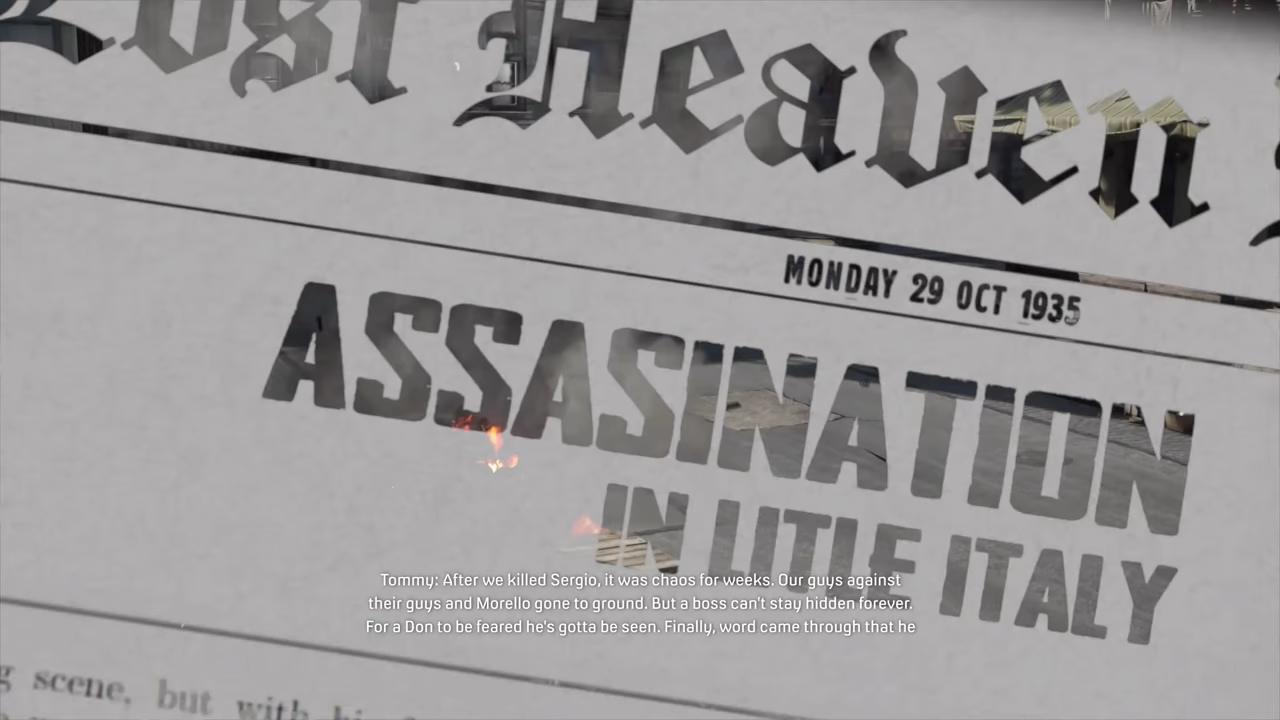 Lost Heaven
MONDAY 29 OCT 1935
ASSASINATION
IN LITLE ITALY
Tommy: After we killed Sergio, it was chaos for weeks. Our guys against
their guys and Morello gone to ground. But a boss can't stay hidden forever.
For a Don to be feared he's gotta be seen. Finally, word came through that he
scene, but with